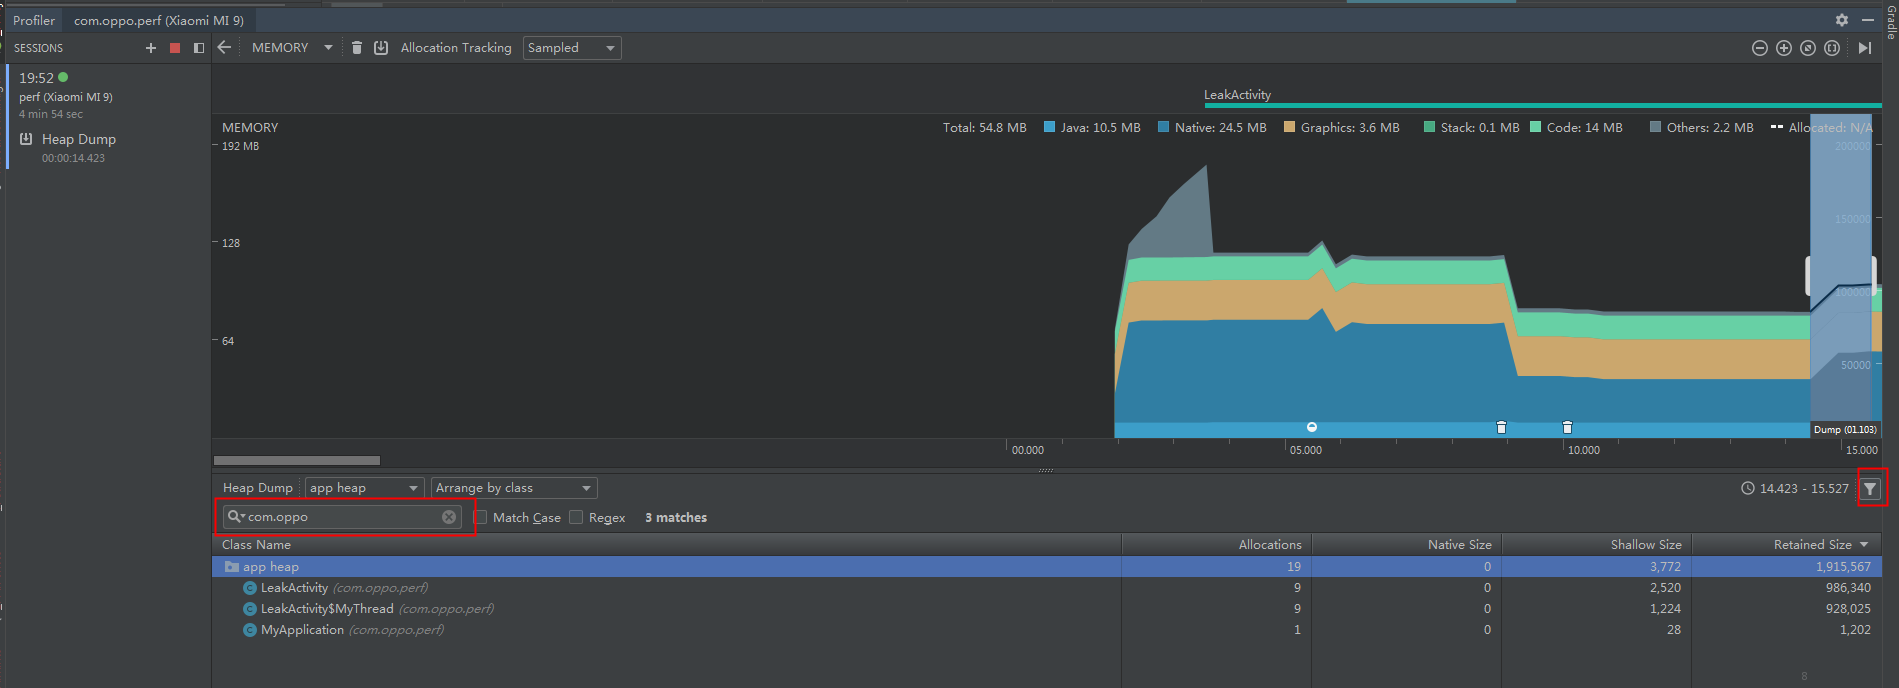 Profiler com.oppo.perf (Xiaomi MI 9)
Gradle
SESSIONS MEMORY Allocation Tracking Sampled
19:52
perf (Xiaomi MI 9)
4 min 54 sec
Heap Dump
00:00:14.423
LeakActivity
MEMORY Total: 54.8 MB Java: 10.5 MB Native: 24.5 MB Graphics: 3.6 MB Stack: 0.1 MB Code: 14 MB Others: 2.2 MB Allocated: N/A
192 MB 200000
150000
128
100000
64
50000
Dump (01.103)
00.000 05.000 10.000 15.000
Heap Dump app heap Arrange by class 14.423 - 15.527
com.oppo Match Case Regex 3 matches
Class Name Allocations Native Size Shallow Size Retained Size
app heap 19 0 3,772 1,915,567
LeakActivity (com.oppo.perf) 9 0 2,520 986,340
LeakActivity$MyThread (com.oppo.perf) 9 0 1,224 928,025
MyApplication (com.oppo.perf) 1 0 28 1,202
8